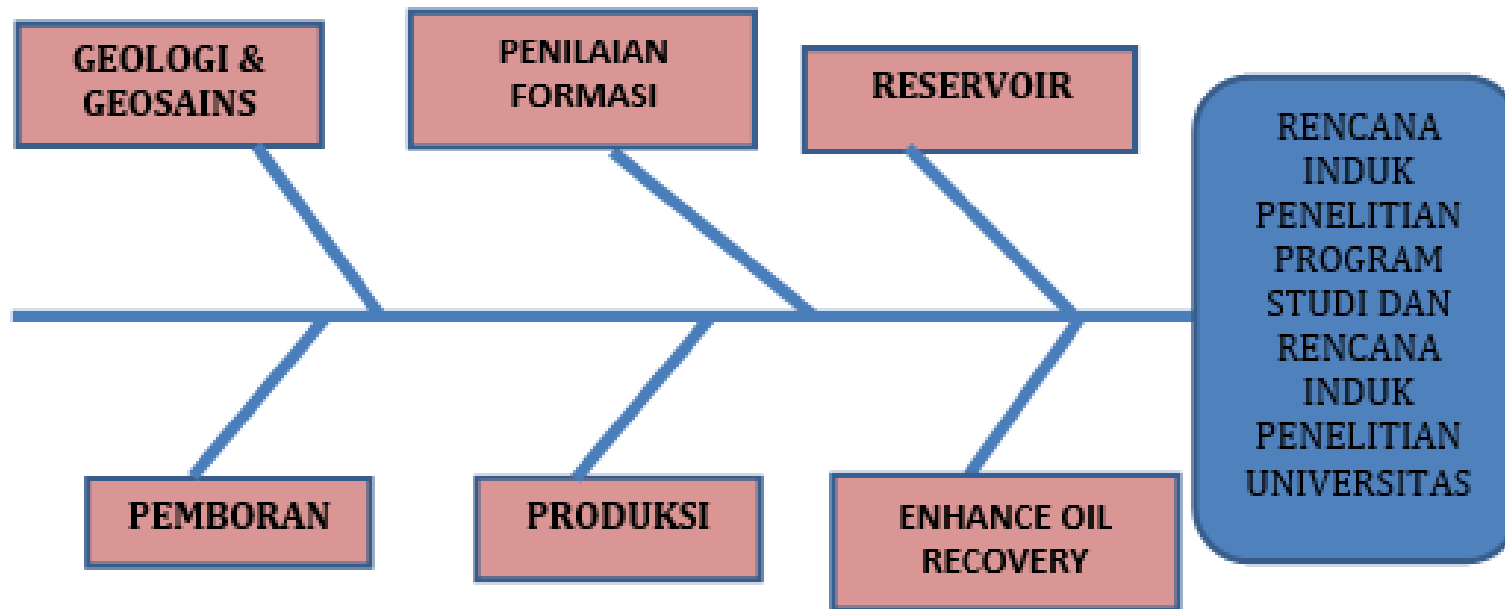 GEOLOGI &
GEOSAINS
PENILAIAN
FORMASI
RESERVOIR
RENCANA
INDUK
PENELITIAN
PROGRAM
STUDI DAN
RENCANA
INDUK
PENELITIAN
UNIVERSITAS
PEMBORAN
PRODUKSI
ENHANCE OIL
RECOVERY